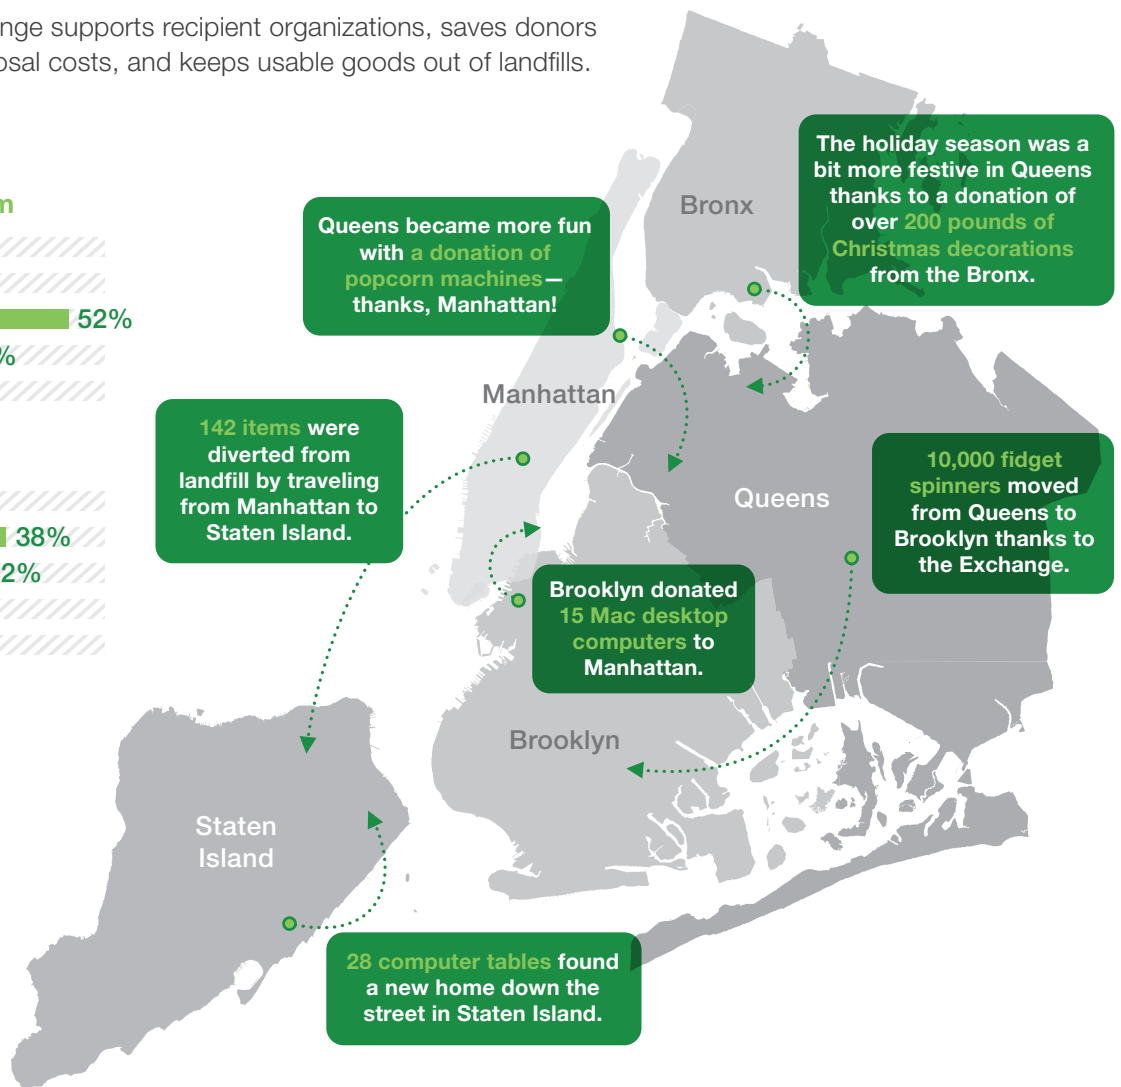 nge supports recipient organizations, saves donors
osal costs, and keeps usable goods out of landfills.
m
52%
%
38%
2%
Bronx
The holiday season was a
bit more festive in Queens
thanks to a donation of
over 200 pounds of
Christmas decorations
from the Bronx.
Queens became more fun
with a donation of
popcorn machines—
thanks, Manhattan!
Manhattan
142 items were
diverted from
landfill by traveling
from Manhattan to
Staten Island.
Queens
10,000 fidget
spinners moved
from Queens to
Brooklyn thanks to
the Exchange.
Brooklyn donated
15 Mac desktop
computers to
Manhattan.
Brooklyn
Staten
Island
28 computer tables found
a new home down the
street in Staten Island.